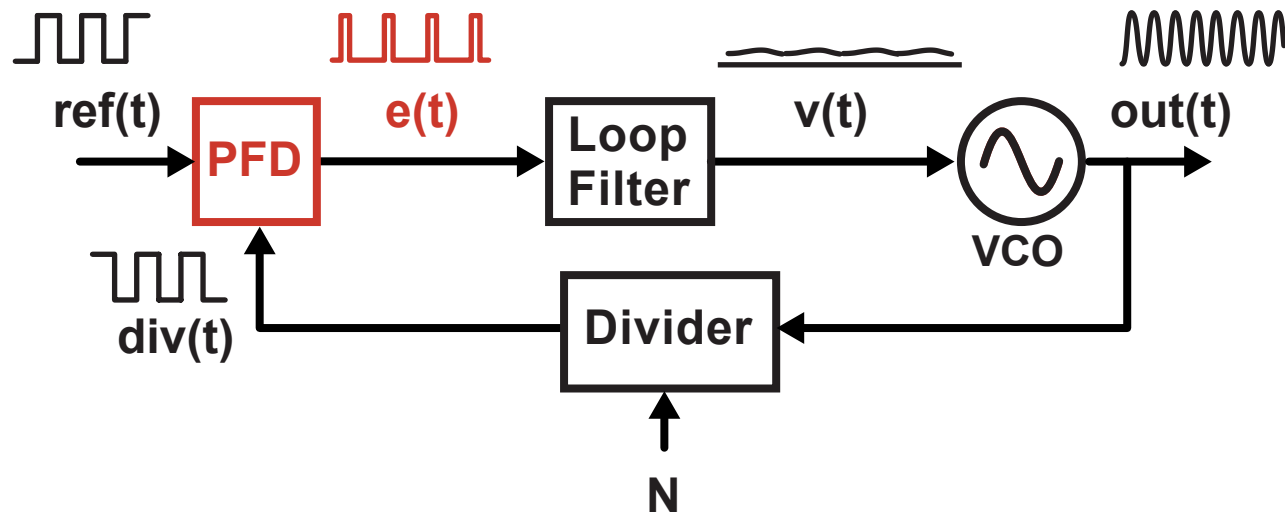 ref(t)
PFD
e(t)
Loop
Filter
v(t)
VCO
out(t)
div(t)
Divider
N